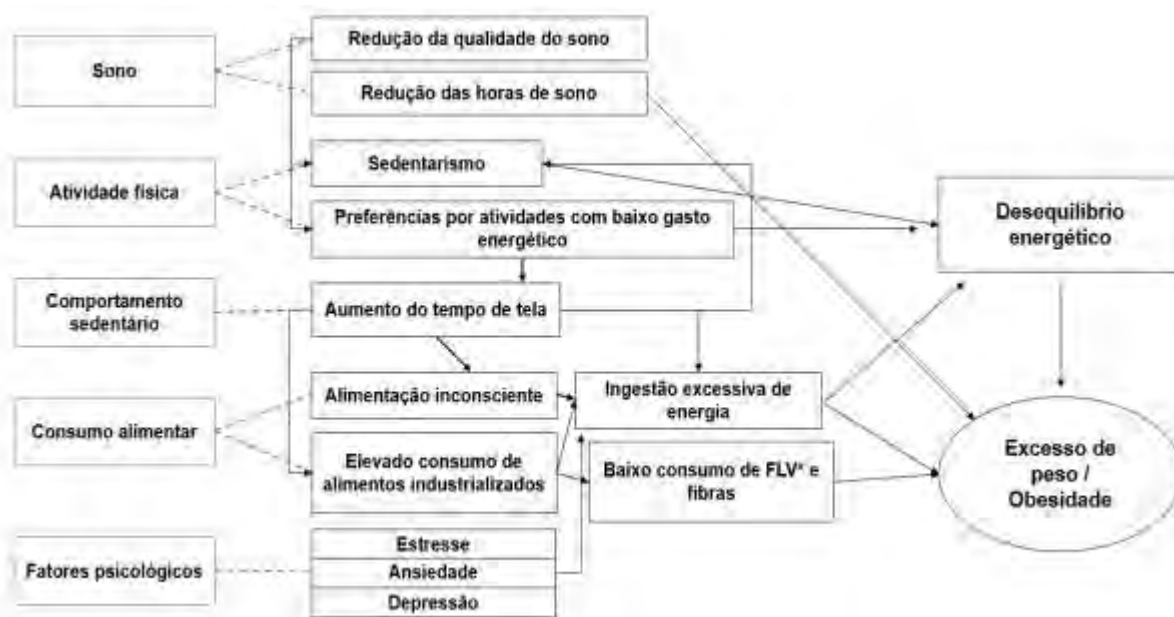 Redução da qualidade do sono
Sono
Redução das horas de sono
Sedentarismo
Atividade física
Preferências por atividades com baixo gasto
energético
Desequilíbrio
energético
Comportamento
sedentário
Aumento do tempo de tela
Alimentação inconsciente
Ingestão excessiva de
energia
Consumo alimentar
Elevado consumo de
alimentos industrializados
Baixo consumo de FLV* e
fibras
Excesso de
peso /
Obesidade
Fatores psicológicos
Estresse
Ansiedade
Depressão